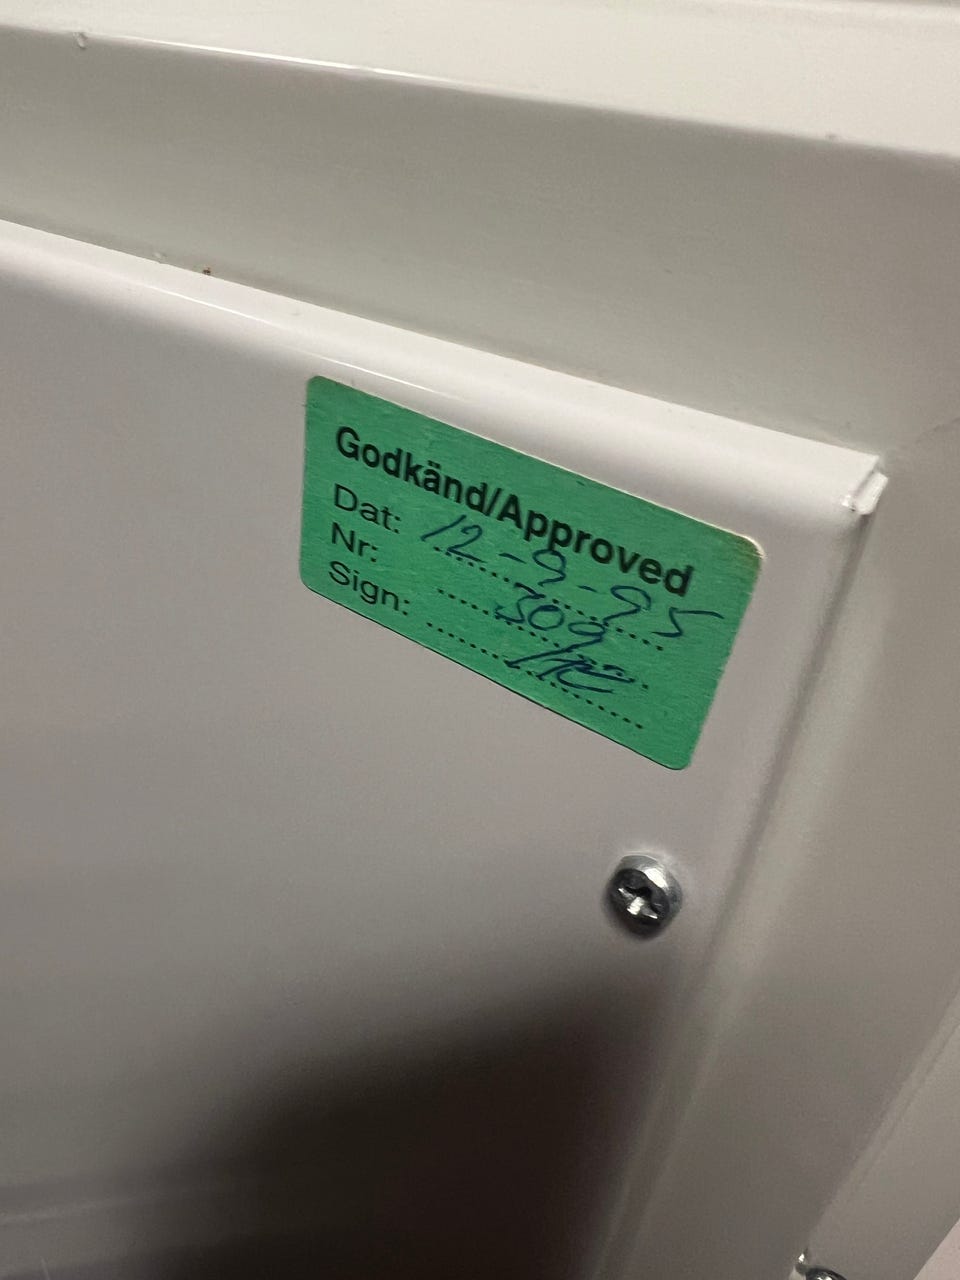 Godkänd/Approved
Dat: 12-9-95
Nr: 309
Sign: